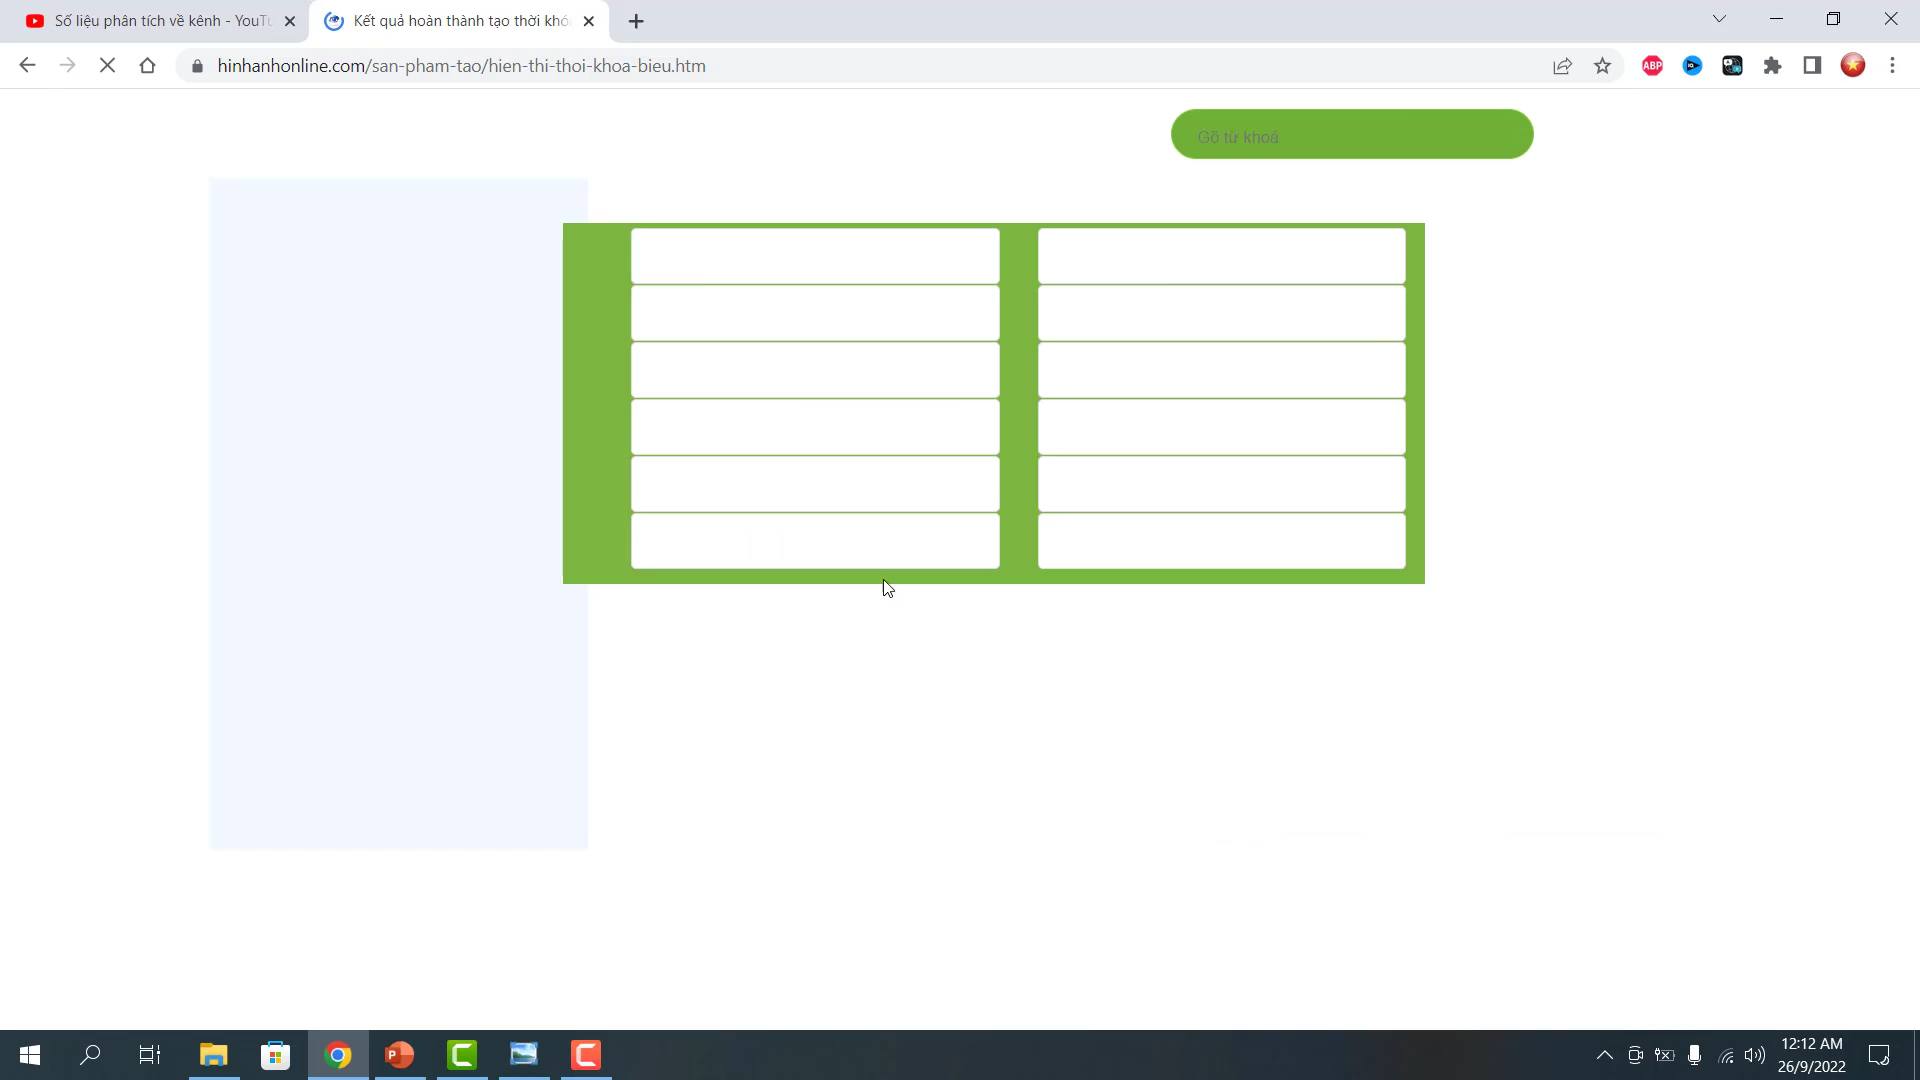 Số liệu phân tích về kênh - YouTu
Kết quả hoàn thành tạo thời khó
hinhanhonline.com/san-pham-tao/hien-thi-thoi-khoa-bieu.htm
ABP
Gõ từ khoá
12:12 AM
26/9/2022